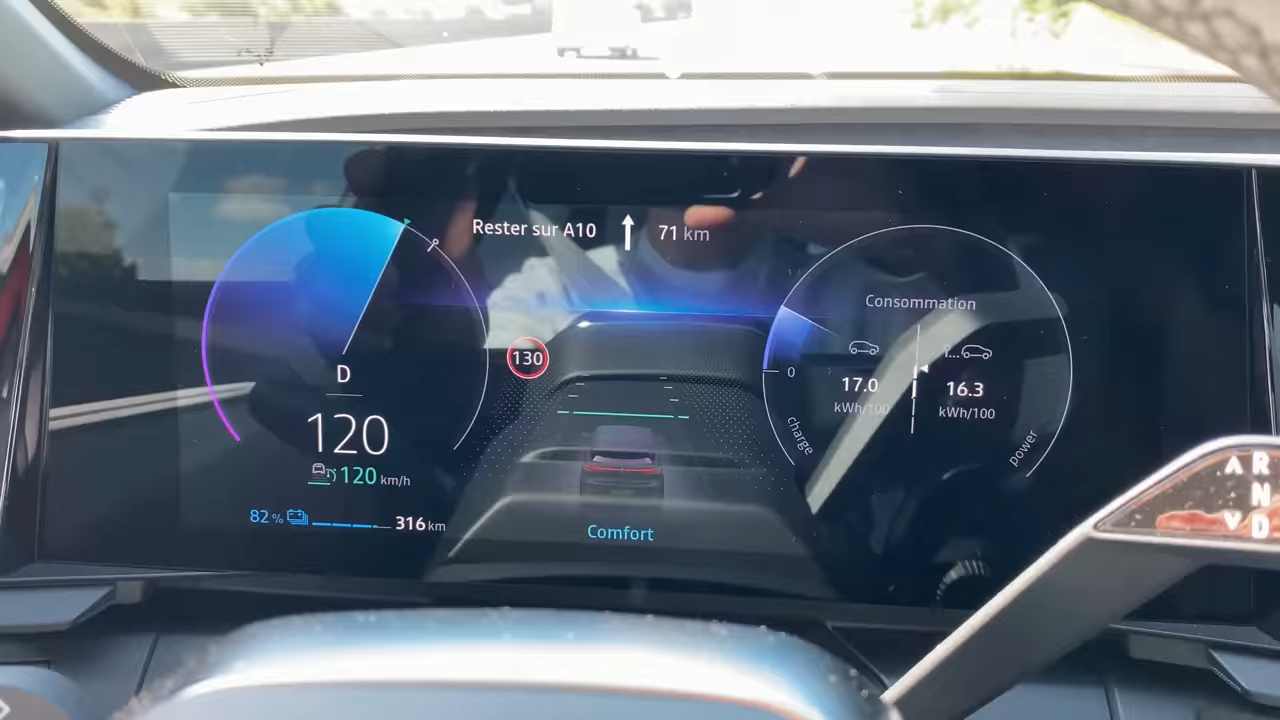 Rester sur A10 71 km
D
120
120 km/h
82 % 316 km
130
Comfort
Consommation
0
17.0
kWh/100
16.3
kWh/100
charge
power
R
N
D